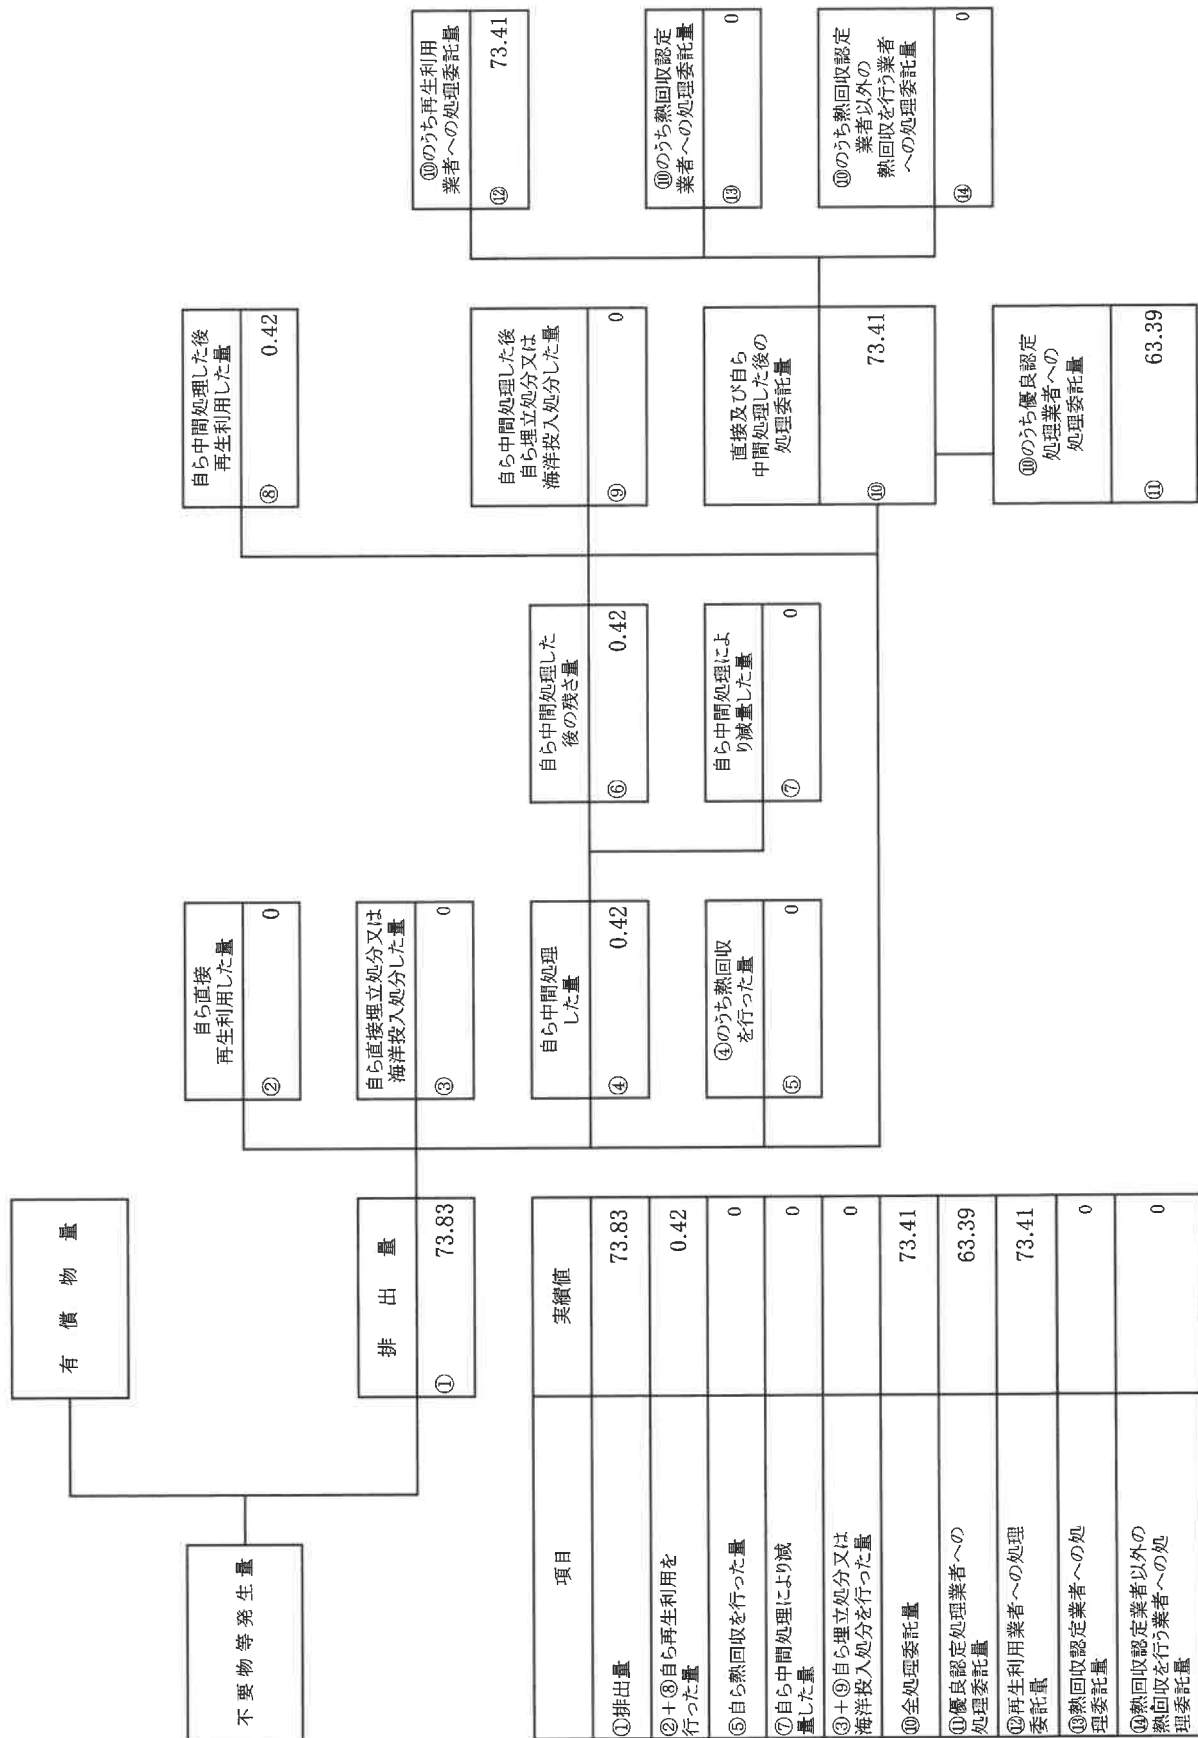 不要物等発生量
有償物量
排出量
① 73.83
自ら直接
再生利用した量
② 0
自ら直接埋立処分又は
海洋投入処分した量
③ 0
自ら中間処理
した量
④ 0.42
④のうち熱回収
を行った量
⑤ 0
自ら中間処理した
後の残さ量
⑥ 0.42
自ら中間処理によ
り減量した量
⑦ 0
自ら中間処理した後
再生利用した量
⑧ 0.42
自ら中間処理した後
自ら埋立処分又は
海洋投入処分した量
⑨ 0
直接及び自ら
中間処理した後の
処理委託量
⑩ 73.41
⑩のうち優良認定
処理業者への
処理委託量
⑪ 63.39
⑩のうち再生利用
業者への処理委託量
⑫ 73.41
⑩のうち熱回収認定
業者への処理委託量
⑬ 0
⑩のうち熱回収認定
業者以外の
熱回収を行う業者
への処理委託量
⑭ 0
項目 実績値
①排出量 73.83
②+⑧自ら再生利用を
行った量 0.42
⑤自ら熱回収を行った量 0
⑦自ら中間処理により減
量した量 0
③+⑨自ら埋立処分又は
海洋投入処分を行った量 0
⑩全処理委託量 73.41
⑪優良認定処理業者への
処理委託量 63.39
⑫再生利用業者への処理
委託量 73.41
⑬熱回収認定業者への処
理委託量 0
⑭熱回収認定業者以外の
熱回収を行う業者への処
理委託量 0